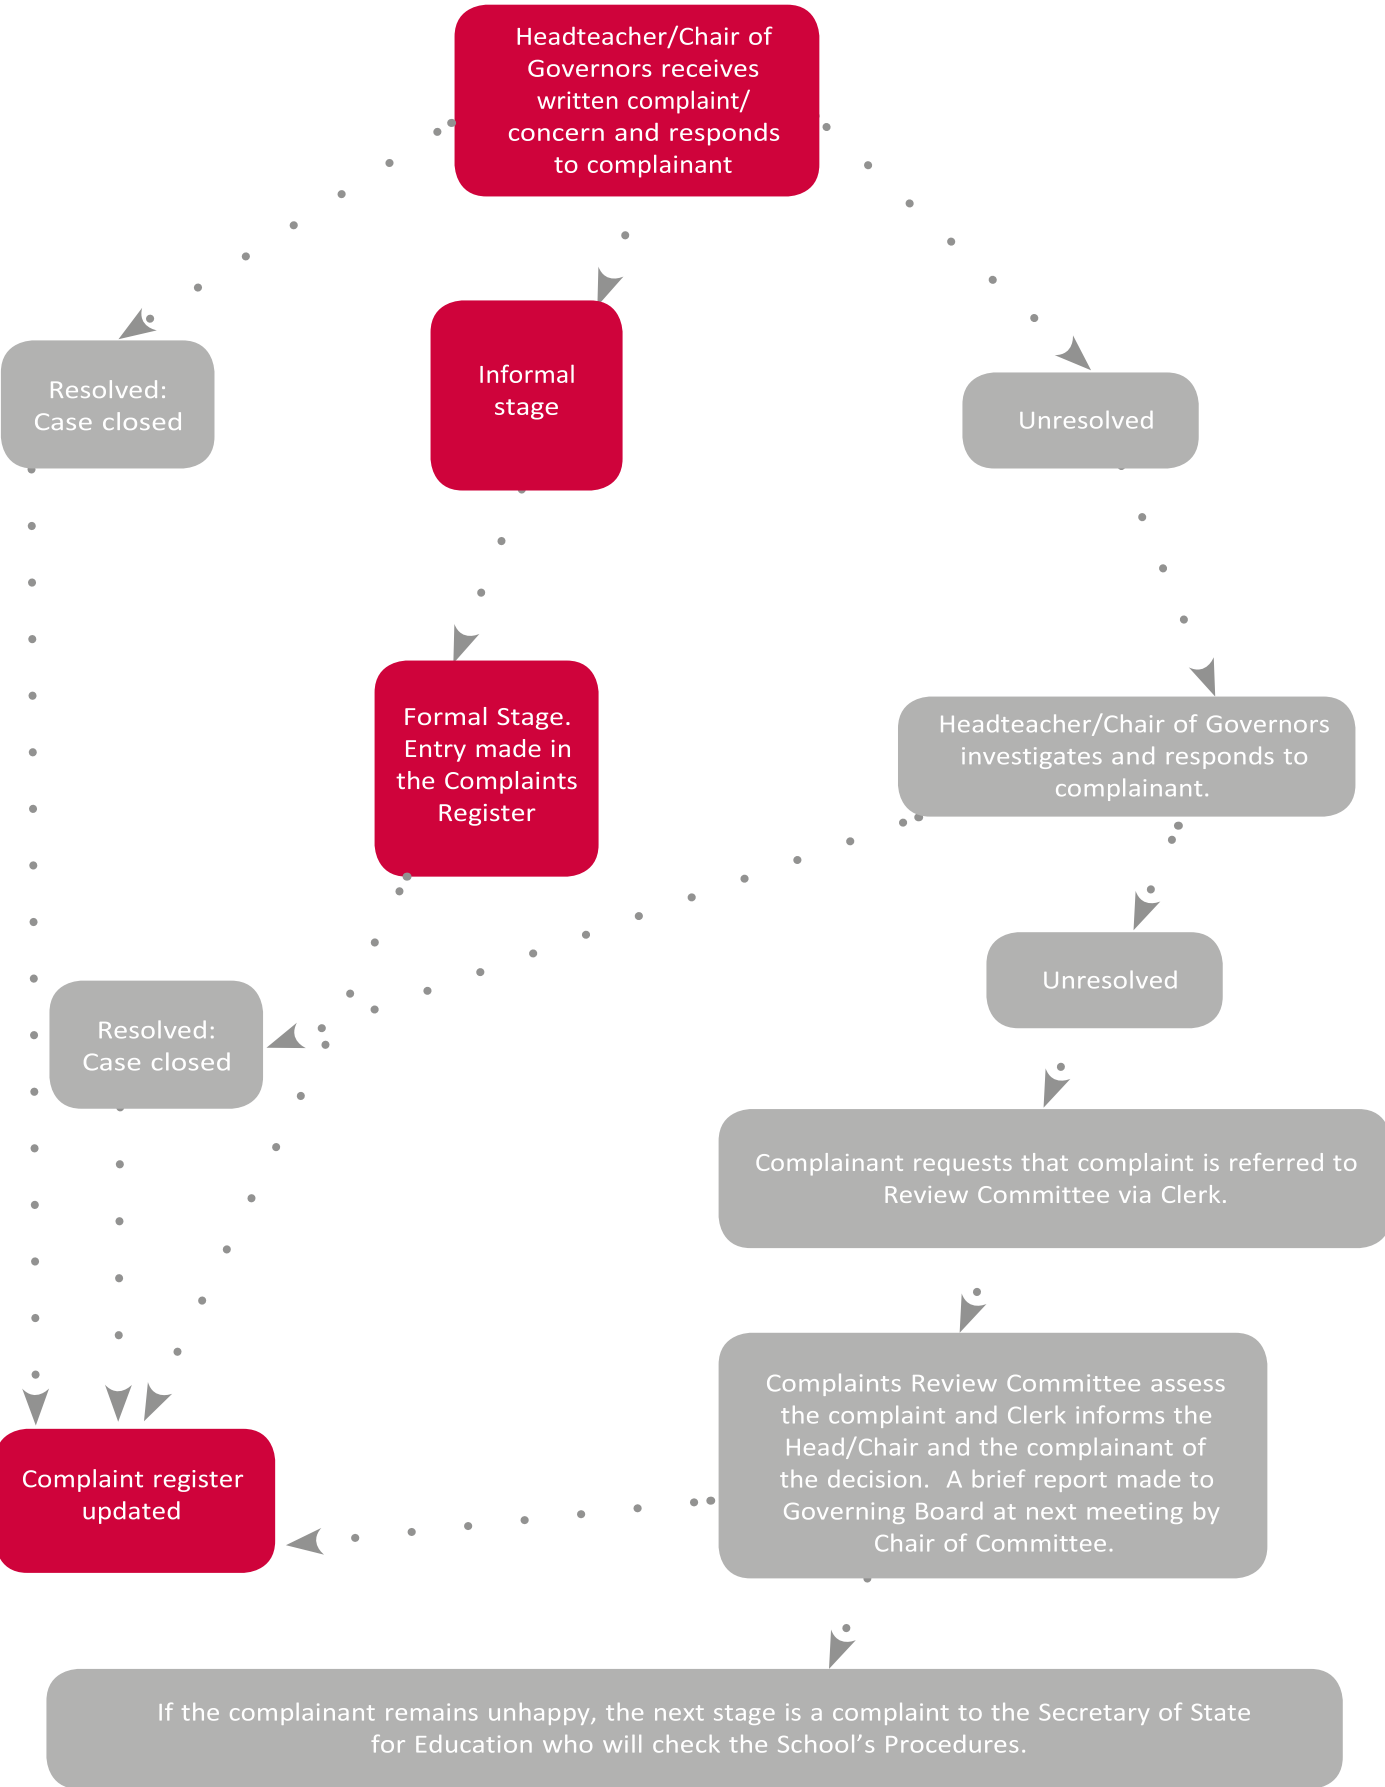 Headteacher/Chair of
Governors receives
written complaint/
concern and responds
to complainant
Resolved:
Case closed
Informal
stage
Unresolved
Formal Stage.
Entry made in
the Complaints
Register
Headteacher/Chair of Governors
investigates and responds to
complainant.
Resolved:
Case closed
Unresolved
Complainant requests that complaint is referred to
Review Committee via Clerk.
Complaints Review Committee assess
the complaint and Clerk informs the
Head/Chair and the complainant of
the decision.  A brief report made to
Governing Board at next meeting by
Chair of Committee.
Complaint register
updated
If the complainant remains unhappy, the next stage is a complaint to the Secretary of State
for Education who will check the School’s Procedures.